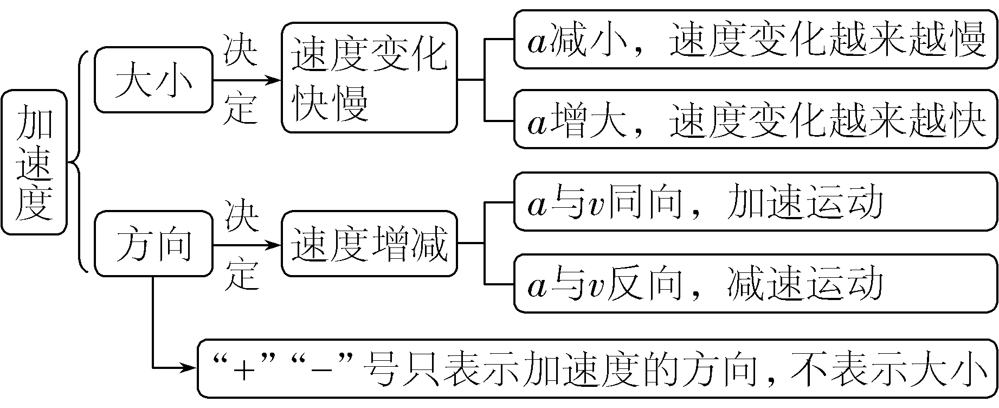 加速度
大小
决定
速度变化
快慢
a减小，速度变化越来越慢
a增大，速度变化越来越快
方向
决定
速度增减
a与v同向，加速运动
a与v反向，减速运动
“+”“-”号只表示加速度的方向，不表示大小